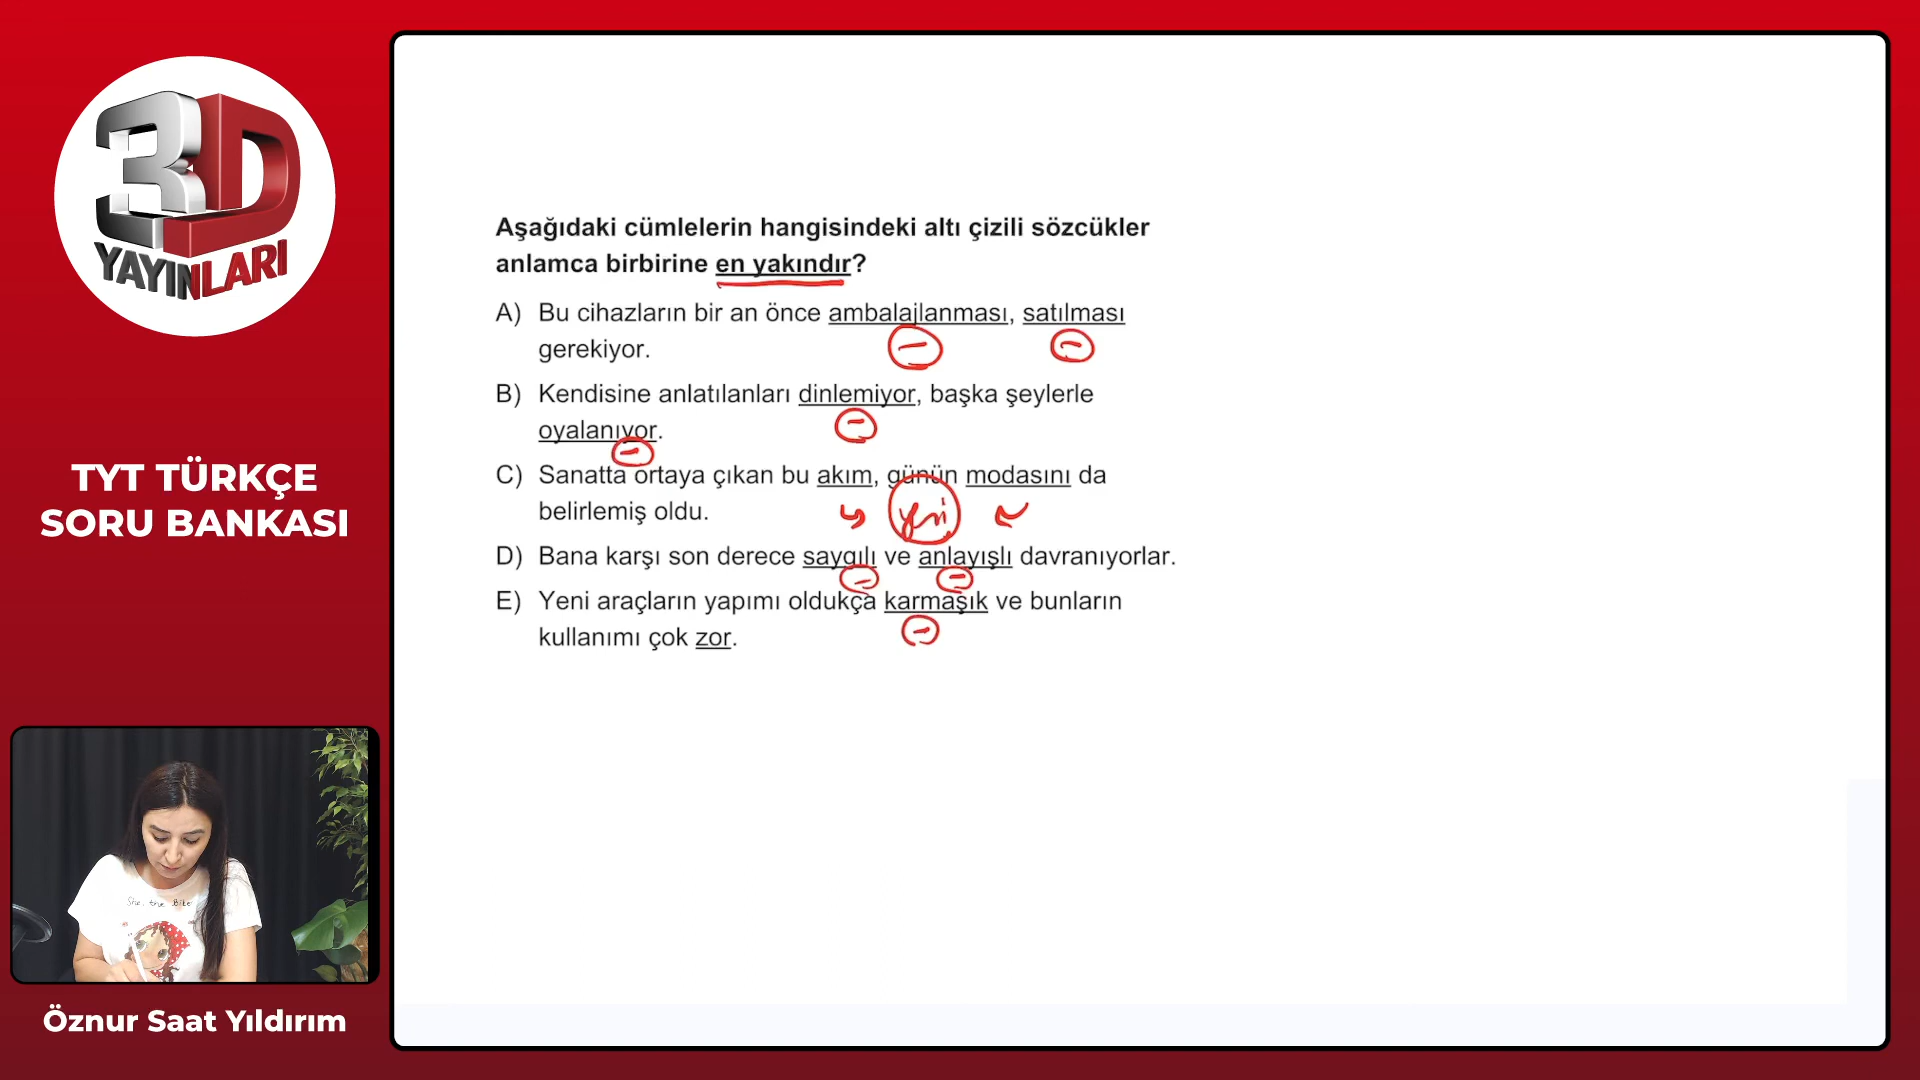 3D
YAYINLARI
TYT TÜRKÇE
SORU BANKASI
Öznur Saat Yıldırım
Aşağıdaki cümlelerin hangisindeki altı çizili sözcükler
anlamca birbirine en yakındır?
A) Bu cihazların bir an önce ambalajlanması, satılması
gerekiyor.
B) Kendisine anlatılanları dinlemiyor, başka şeylerle
oyalanıyor.
C) Sanatta ortaya çıkan bu akım, günün modasını da
belirlemiş oldu.
yeni
D) Bana karşı son derece saygılı ve anlayışlı davranıyorlar.
E) Yeni araçların yapımı oldukça karmaşık ve bunların
kullanımı çok zor.